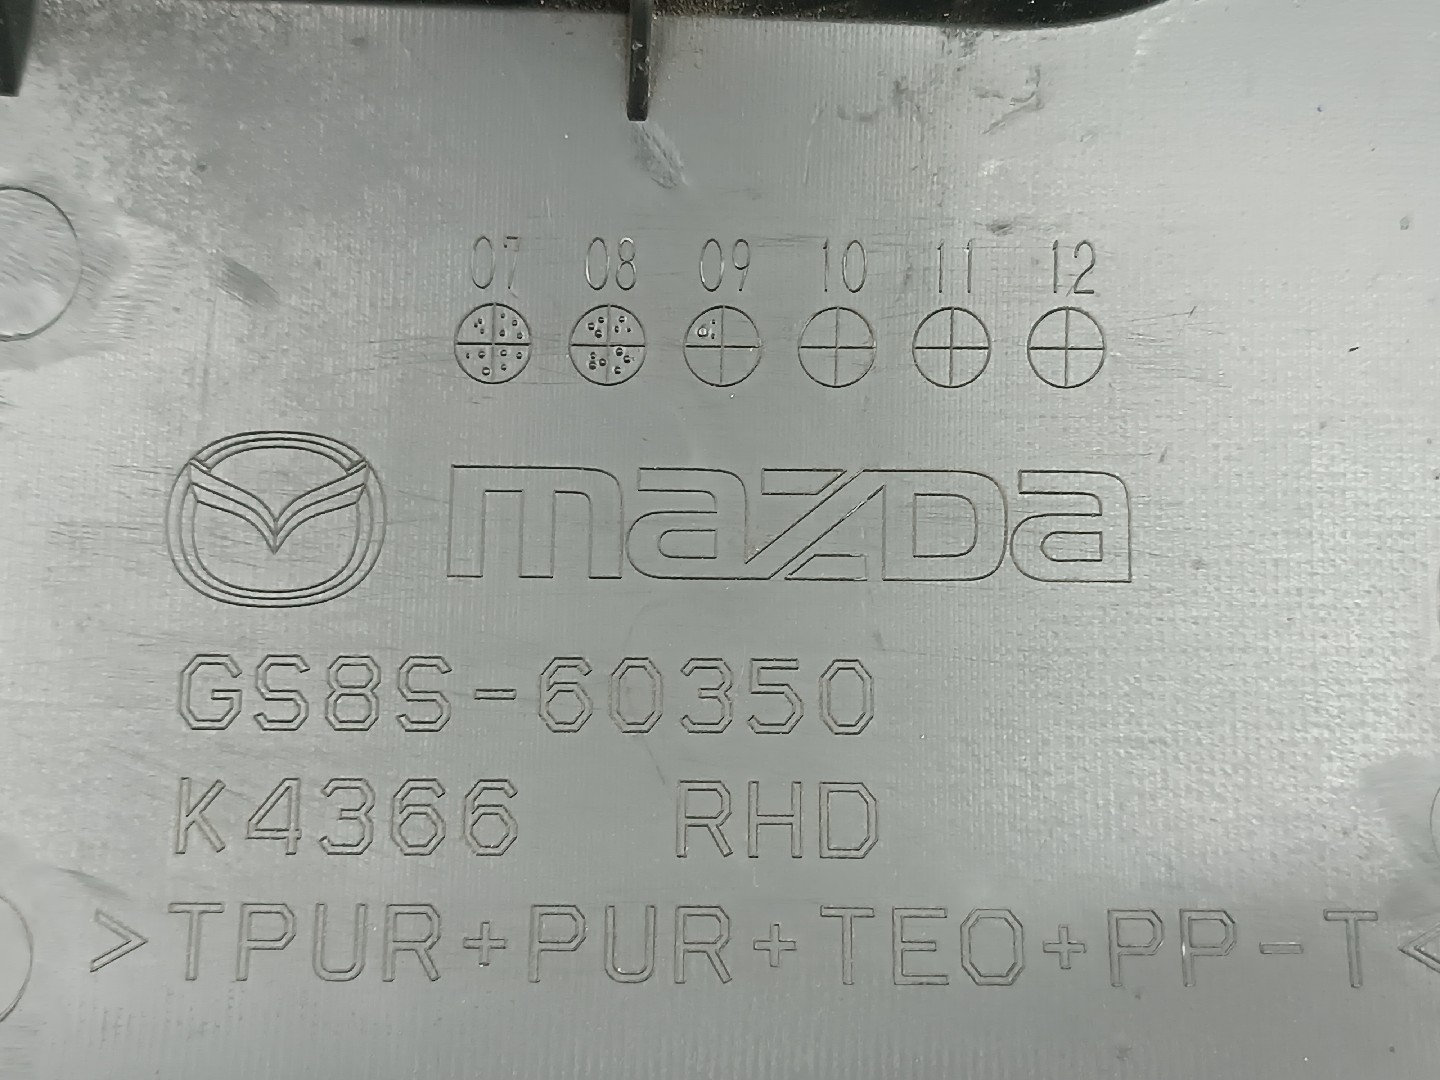 07 08 09 10 11 12
mazda
GS8S-60350
K4366 RHD
>TPUR+PUR+TEO+PP-T<